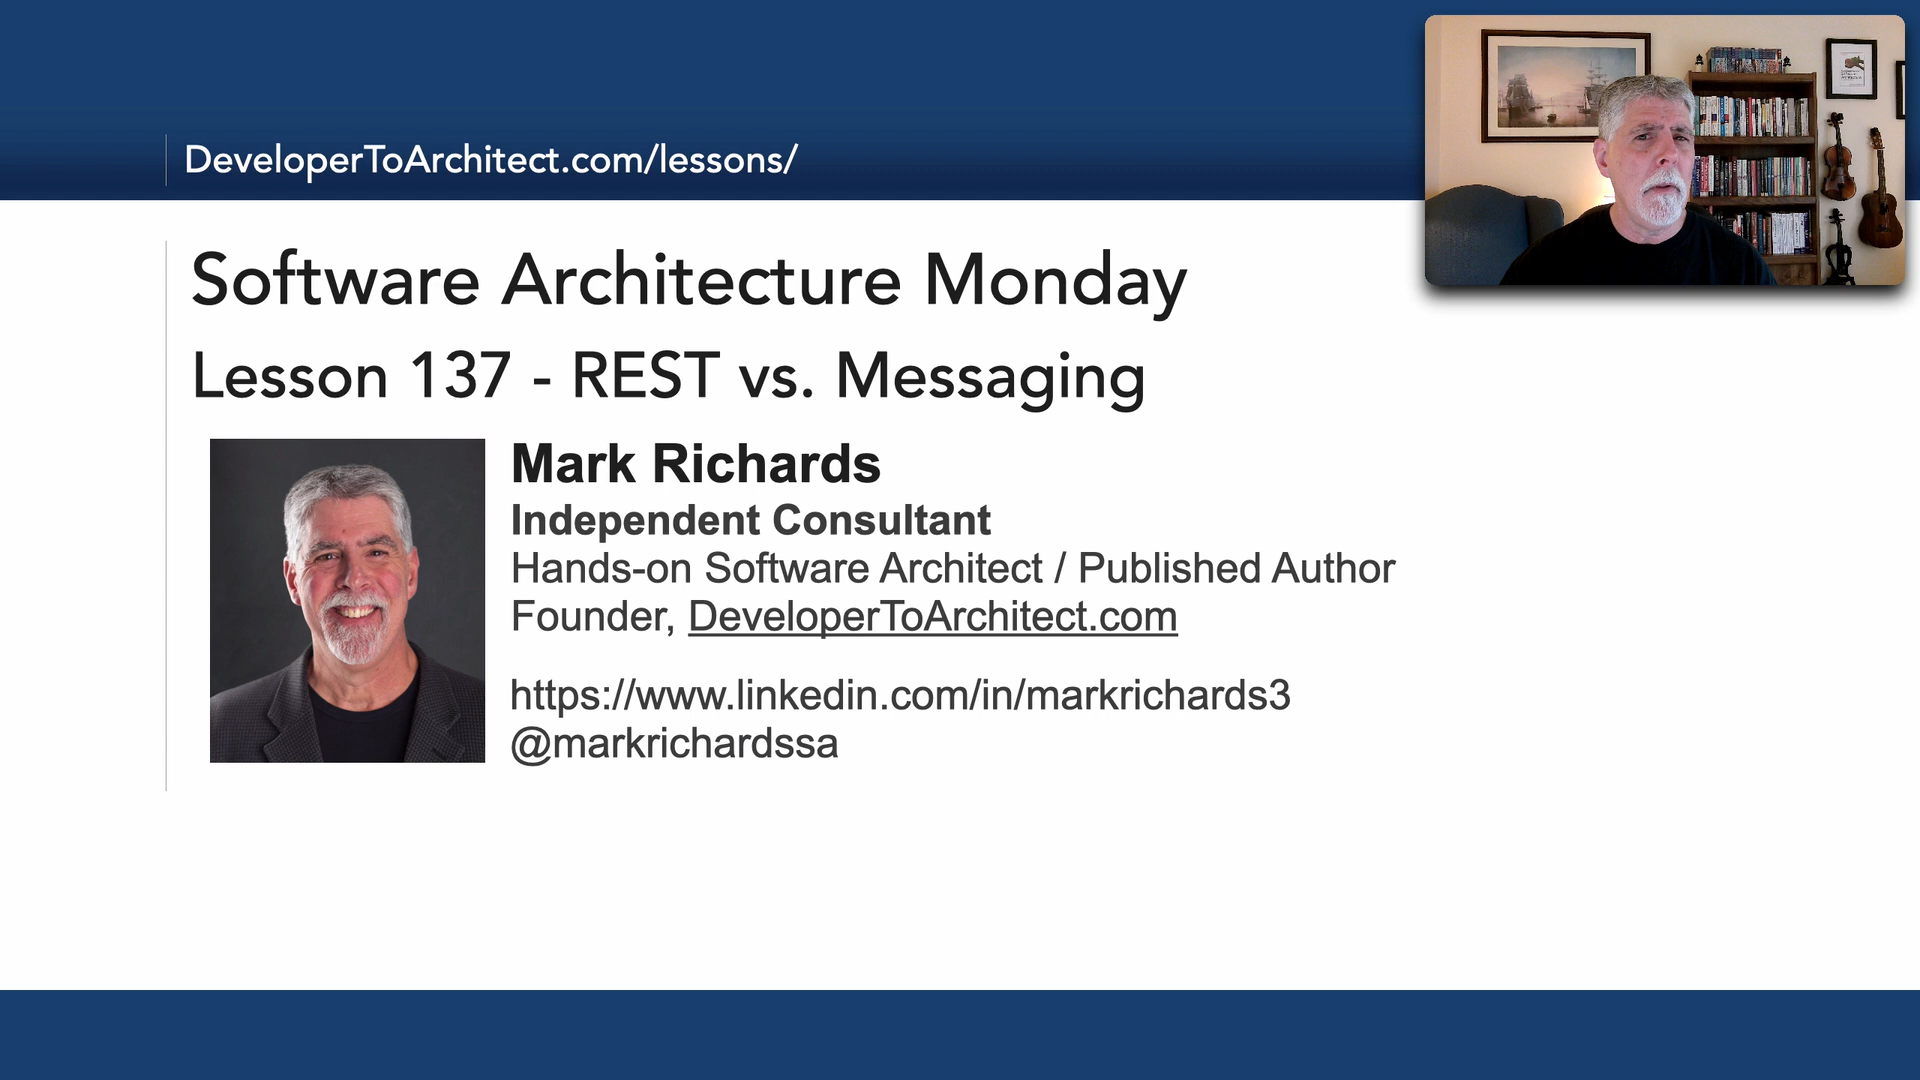 DeveloperToArchitect.com/lessons/
Software Architecture Monday
Lesson 137 - REST vs. Messaging
Mark Richards
Independent Consultant
Hands-on Software Architect / Published Author
Founder, DeveloperToArchitect.com
https://www.linkedin.com/in/markrichards3
@markrichardssa